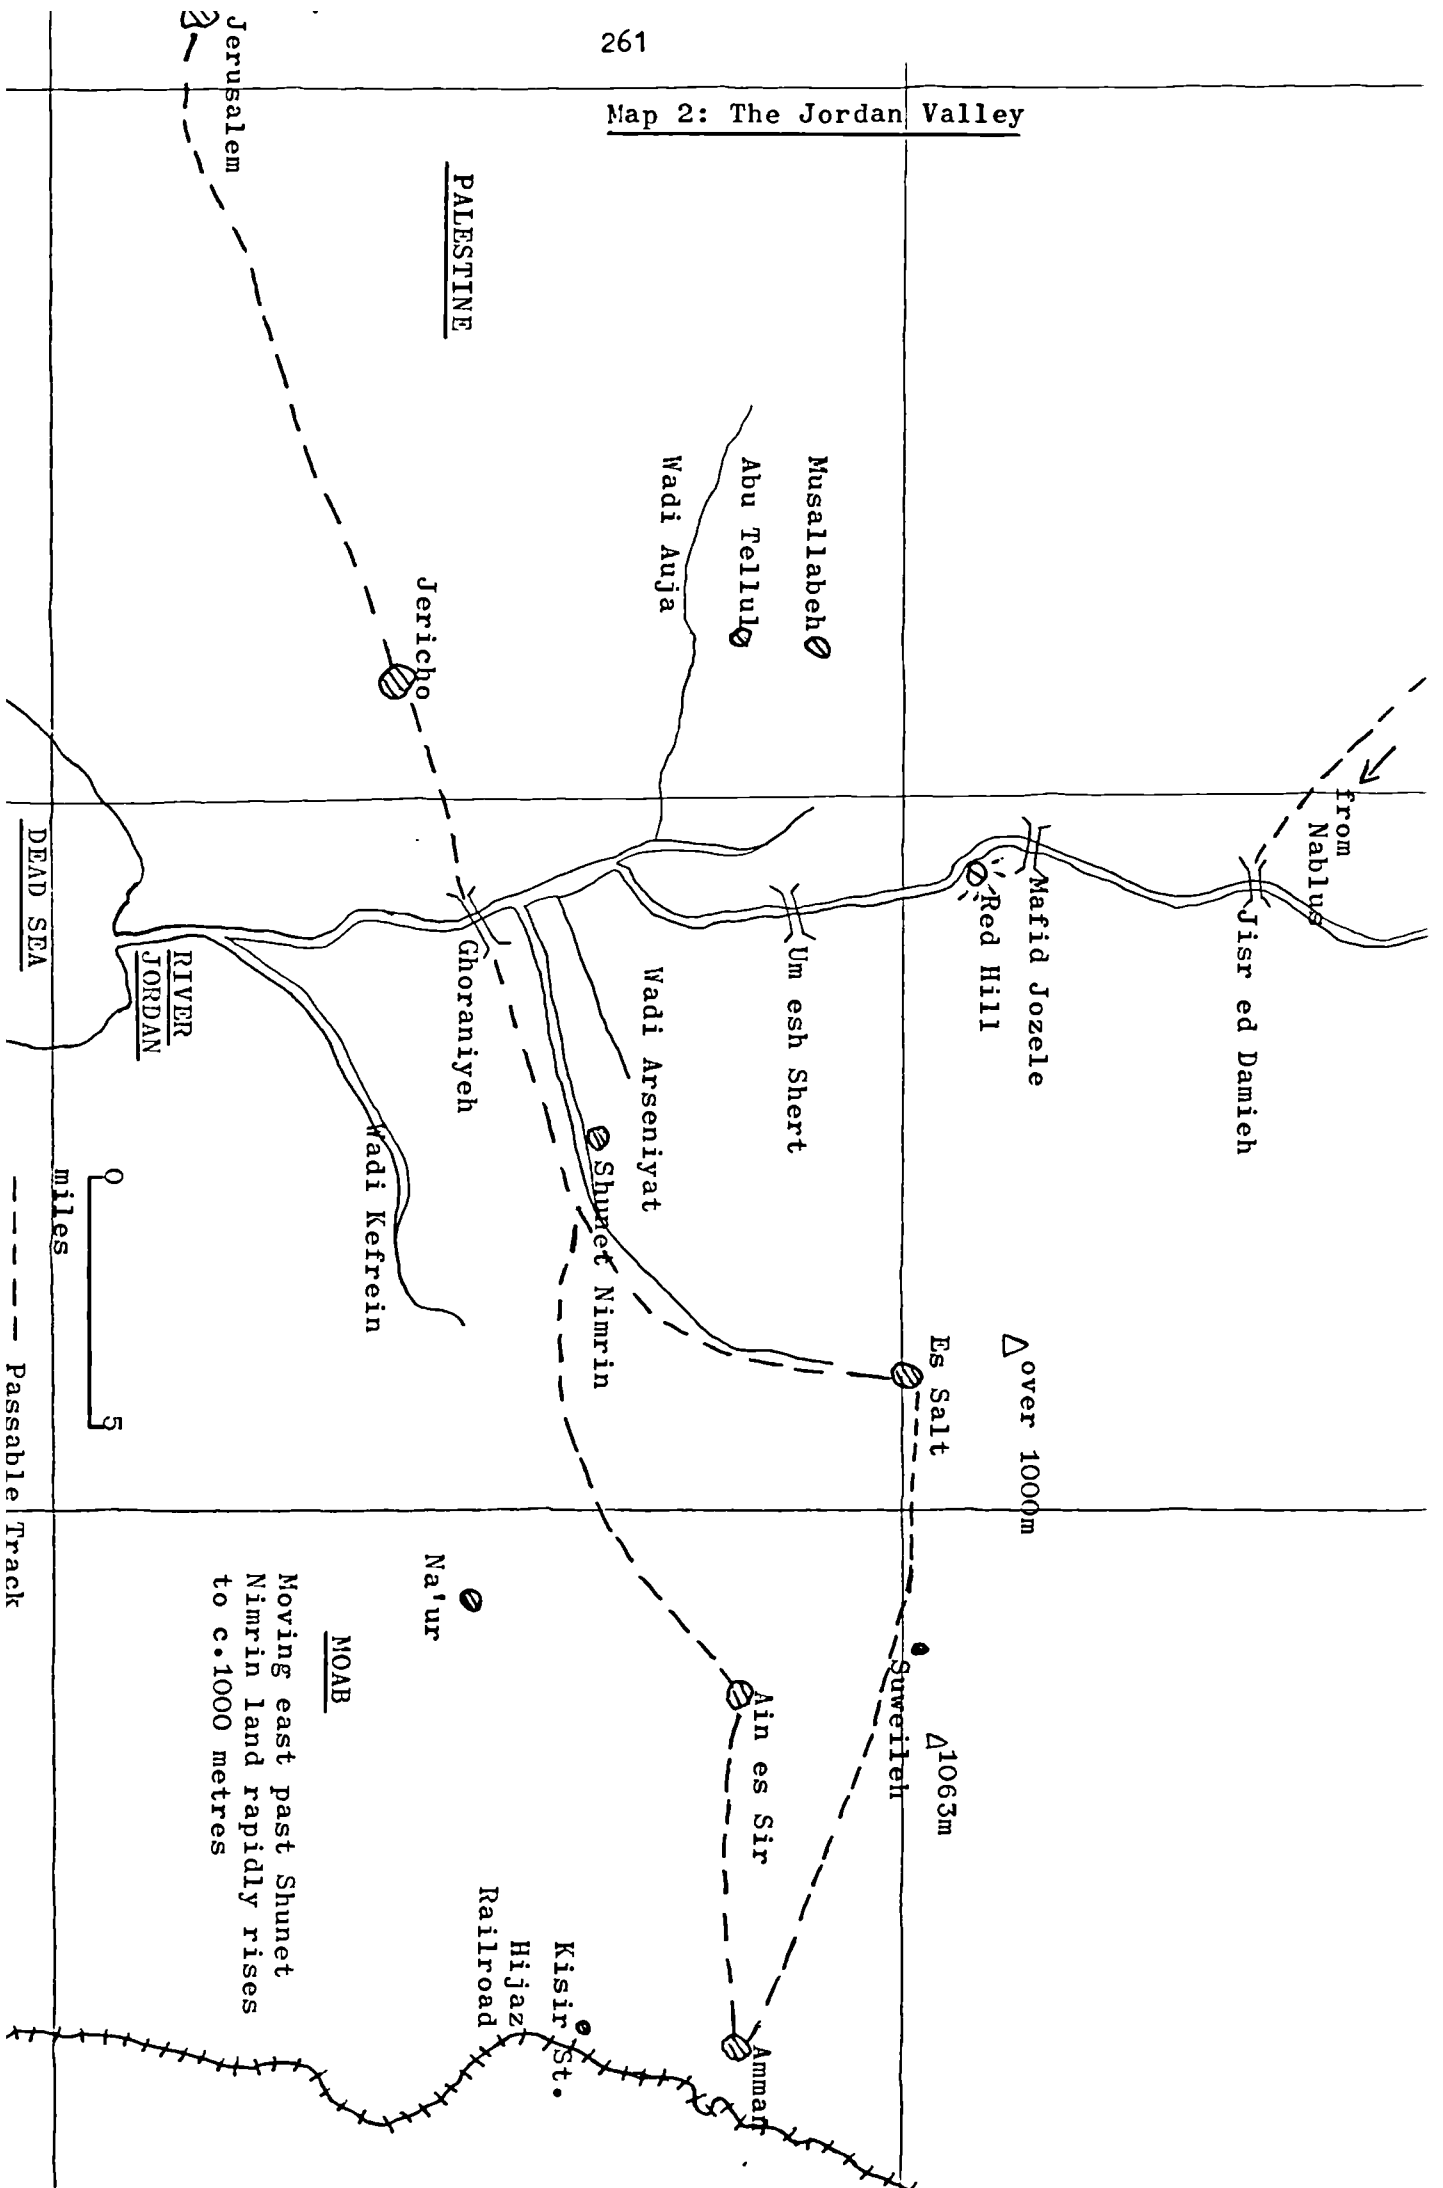 261
Map 2: The Jordan Valley
Jerusalem
PALESTINE
Musallabeh
Abu Tellul
Wadi Auja
Jericho
from
Nablus
Jisr ed Damieh
Mafid Jozele
Red Hill
Um esh Shert
Wadi Arseniyat
Ghoraniyeh
Shunet Nimrin
Wadi Kefrein
RIVER
JORDAN
DEAD SEA
over 1000m
Es Salt
Suweileh
1063m
Ain es Sir
Amman
Na'ur
MOAB
Moving east past Shunet
Nimrin land rapidly rises
to c.1000 metres
Kisir St.
Hijaz
Railroad
0 5
miles
Passable Track